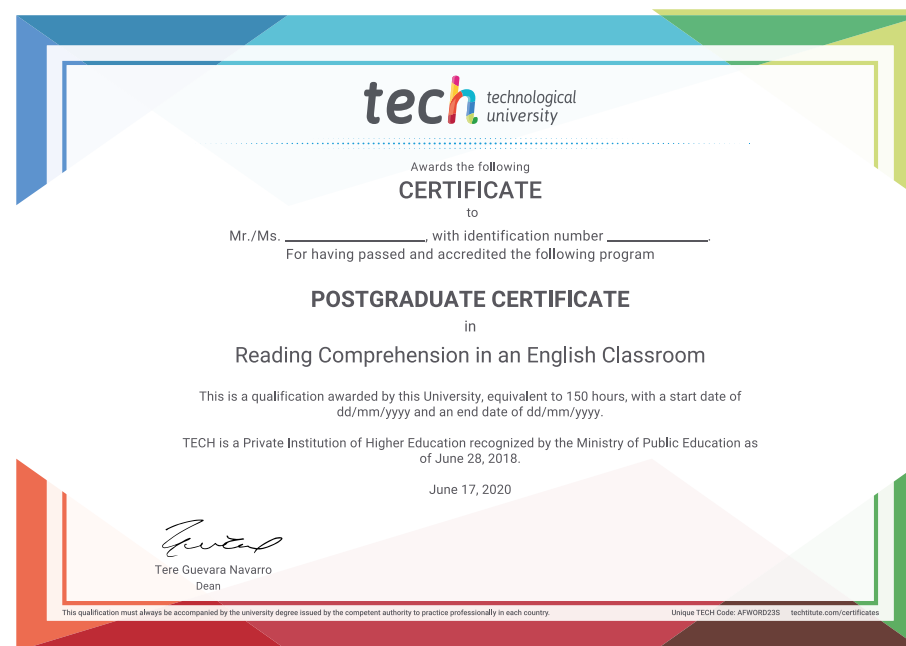 tech technological
university
Awards the following
CERTIFICATE
to
Mr./Ms. ____________________, with identification number ______________.
For having passed and accredited the following program
POSTGRADUATE CERTIFICATE
in
Reading Comprehension in an English Classroom
This is a qualification awarded by this University, equivalent to 150 hours, with a start date of
dd/mm/yyyy and an end date of dd/mm/yyyy.
TECH is a Private Institution of Higher Education recognized by the Ministry of Public Education as
of June 28, 2018.
June 17, 2020
Tere Guevara Navarro
Dean
This qualification must always be accompanied by the university degree issued by the competent authority to practice professionally in each country.
Unique TECH Code: AFWORD23S techtitute.com/certificates